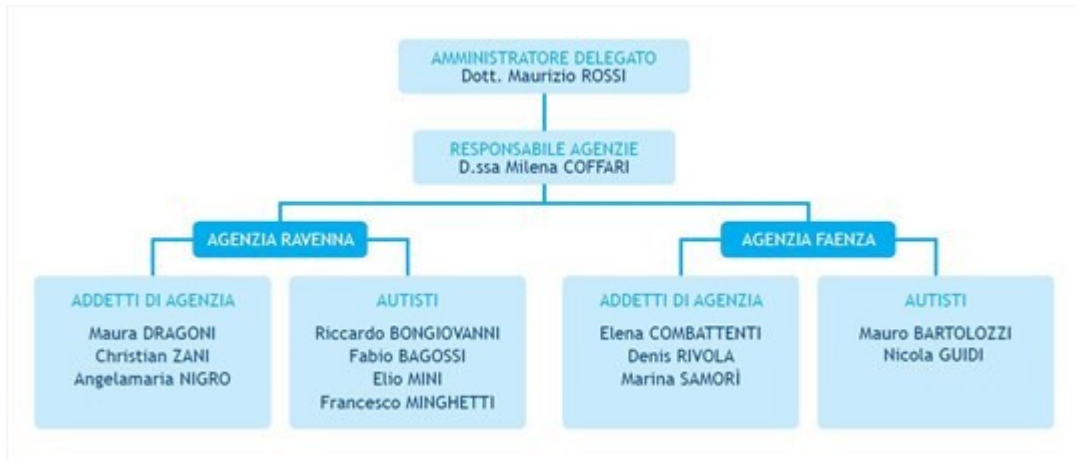 AMMINISTRATORE DELEGATO
Dott. Maurizio ROSSI
RESPONSABILE AGENZIE
D.ssa Milena COFFARI
AGENZIA RAVENNA
ADDETTI DI AGENZIA
Maura DRAGONI
Christian ZANI
Angelamaria NIGRO
AUTISTI
Riccardo BONGIOVANNI
Fabio BAGOSSI
Elio MINI
Francesco MINGHETTI
AGENZIA FAENZA
ADDETTI DI AGENZIA
Elena COMBATTENTI
Denis RIVOLA
Marina SAMORÌ
AUTISTI
Mauro BARTOLOZZI
Nicola GUIDI